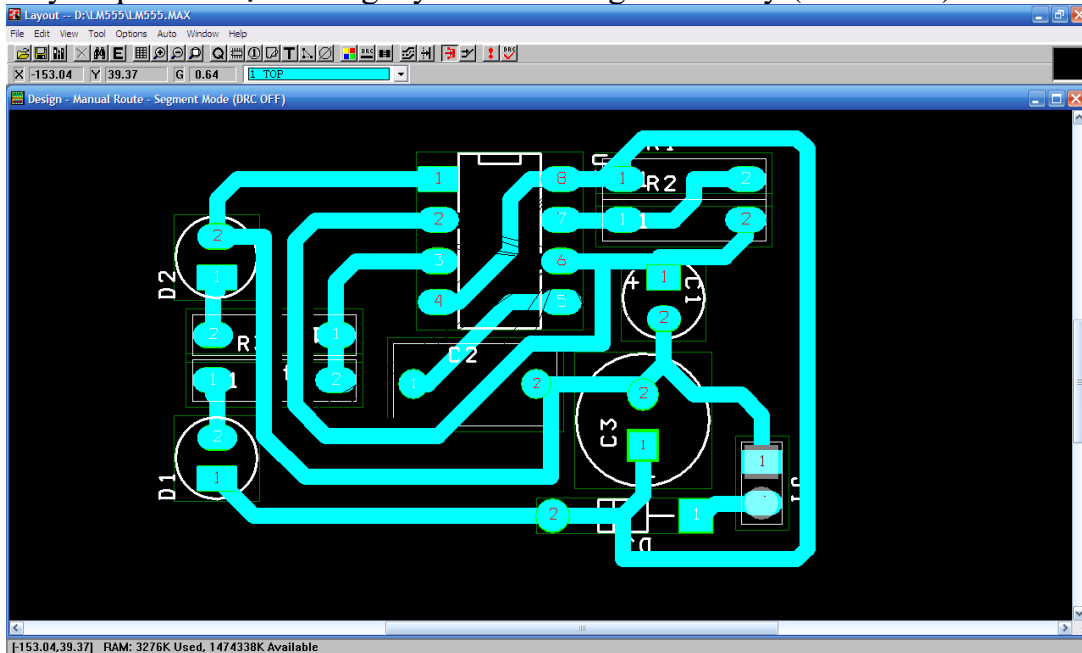 Layout -- D:\LM555\LM555.MAX
File Edit View Tool Options Auto Window Help
X -153.04 Y 39.37 G 0.64 1 TOP
Design - Manual Route - Segment Mode (DRC OFF)
1 8 1 R2 2
2 7 1 2
2
3 6
1 1
D2 + C1
4 5 2
2 1
R3
C2
1 1 2 1 2 2
2 C3
1
1 1
D1
2 1
[-153.04,39.37] RAM: 3276K Used, 1474338K Available